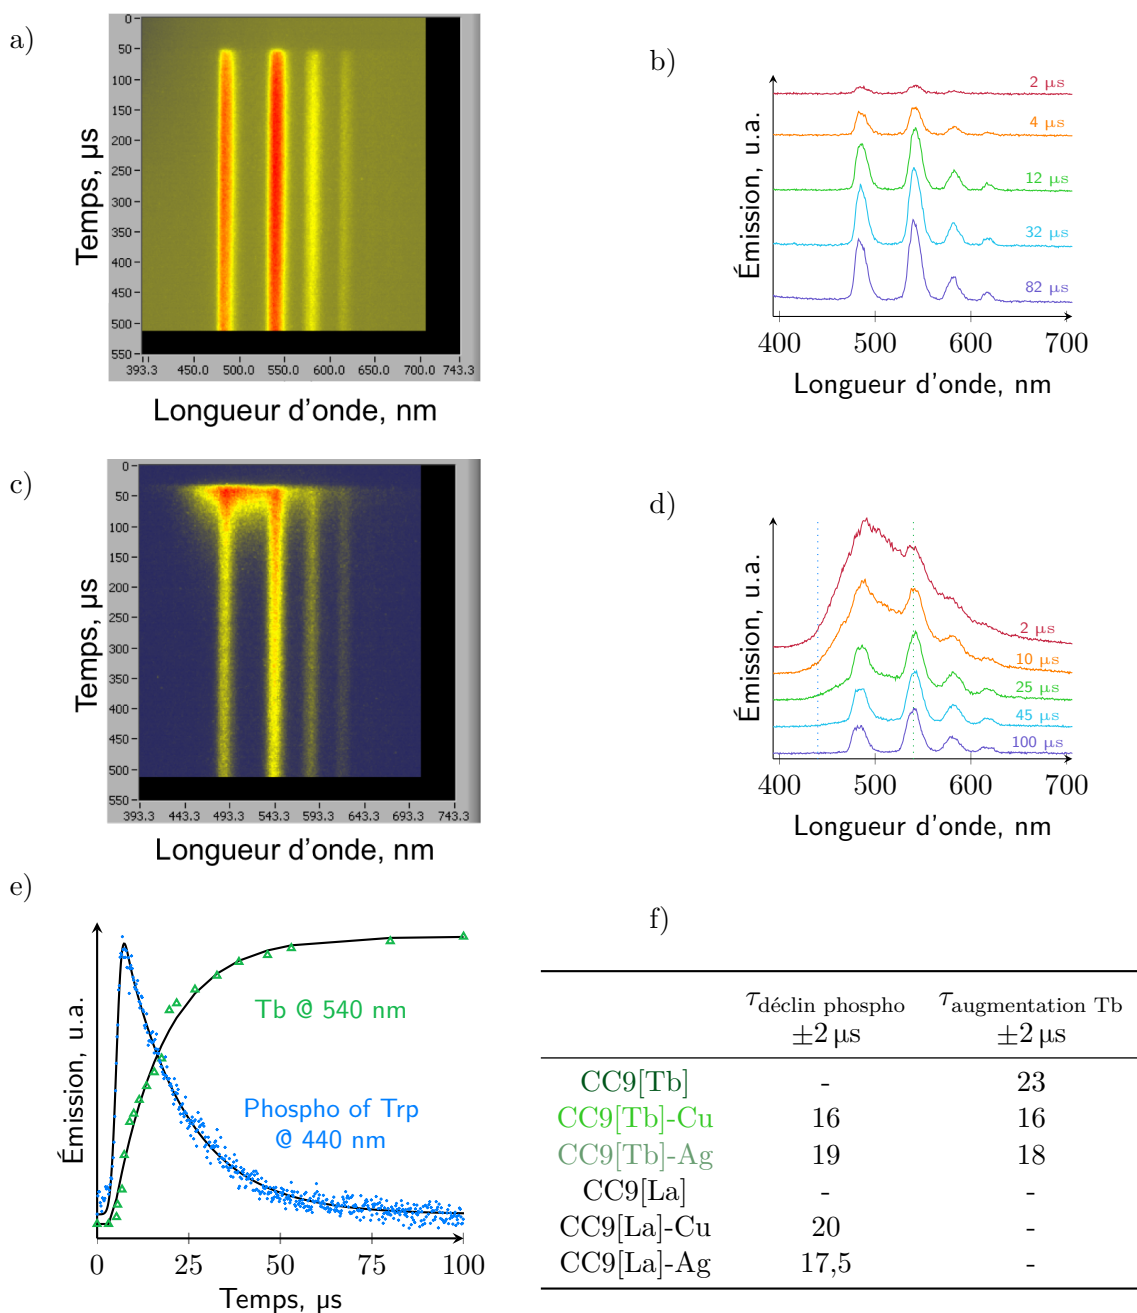 a)
Temps, µs
0
50
100
150
200
250
300
350
400
450
500
550
393.3 450.0 500.0 550.0 600.0 650.0 700.0 743.3
Longueur d'onde, nm
b)
Émission, u.a.
2 µs
4 µs
12 µs
32 µs
82 µs
400 500 600 700
Longueur d'onde, nm
c)
Temps, µs
0
50
100
150
200
250
300
350
400
450
500
550
393.3 443.3 493.3 543.3 593.3 643.3 693.3 743.3
Longueur d'onde, nm
d)
Émission, u.a.
2 µs
10 µs
25 µs
45 µs
100 µs
400 500 600 700
Longueur d'onde, nm
e)
Émission, u.a.
Tb @ 540 nm
Phospho of Trp
@ 440 nm
0 25 50 75 100
Temps, µs
f)
τdéclin phospho τaugmentation Tb
±2 µs ±2 µs
CC9[Tb] - 23
CC9[Tb]-Cu 16 16
CC9[Tb]-Ag 19 18
CC9[La] - -
CC9[La]-Cu 20 -
CC9[La]-Ag 17,5 -